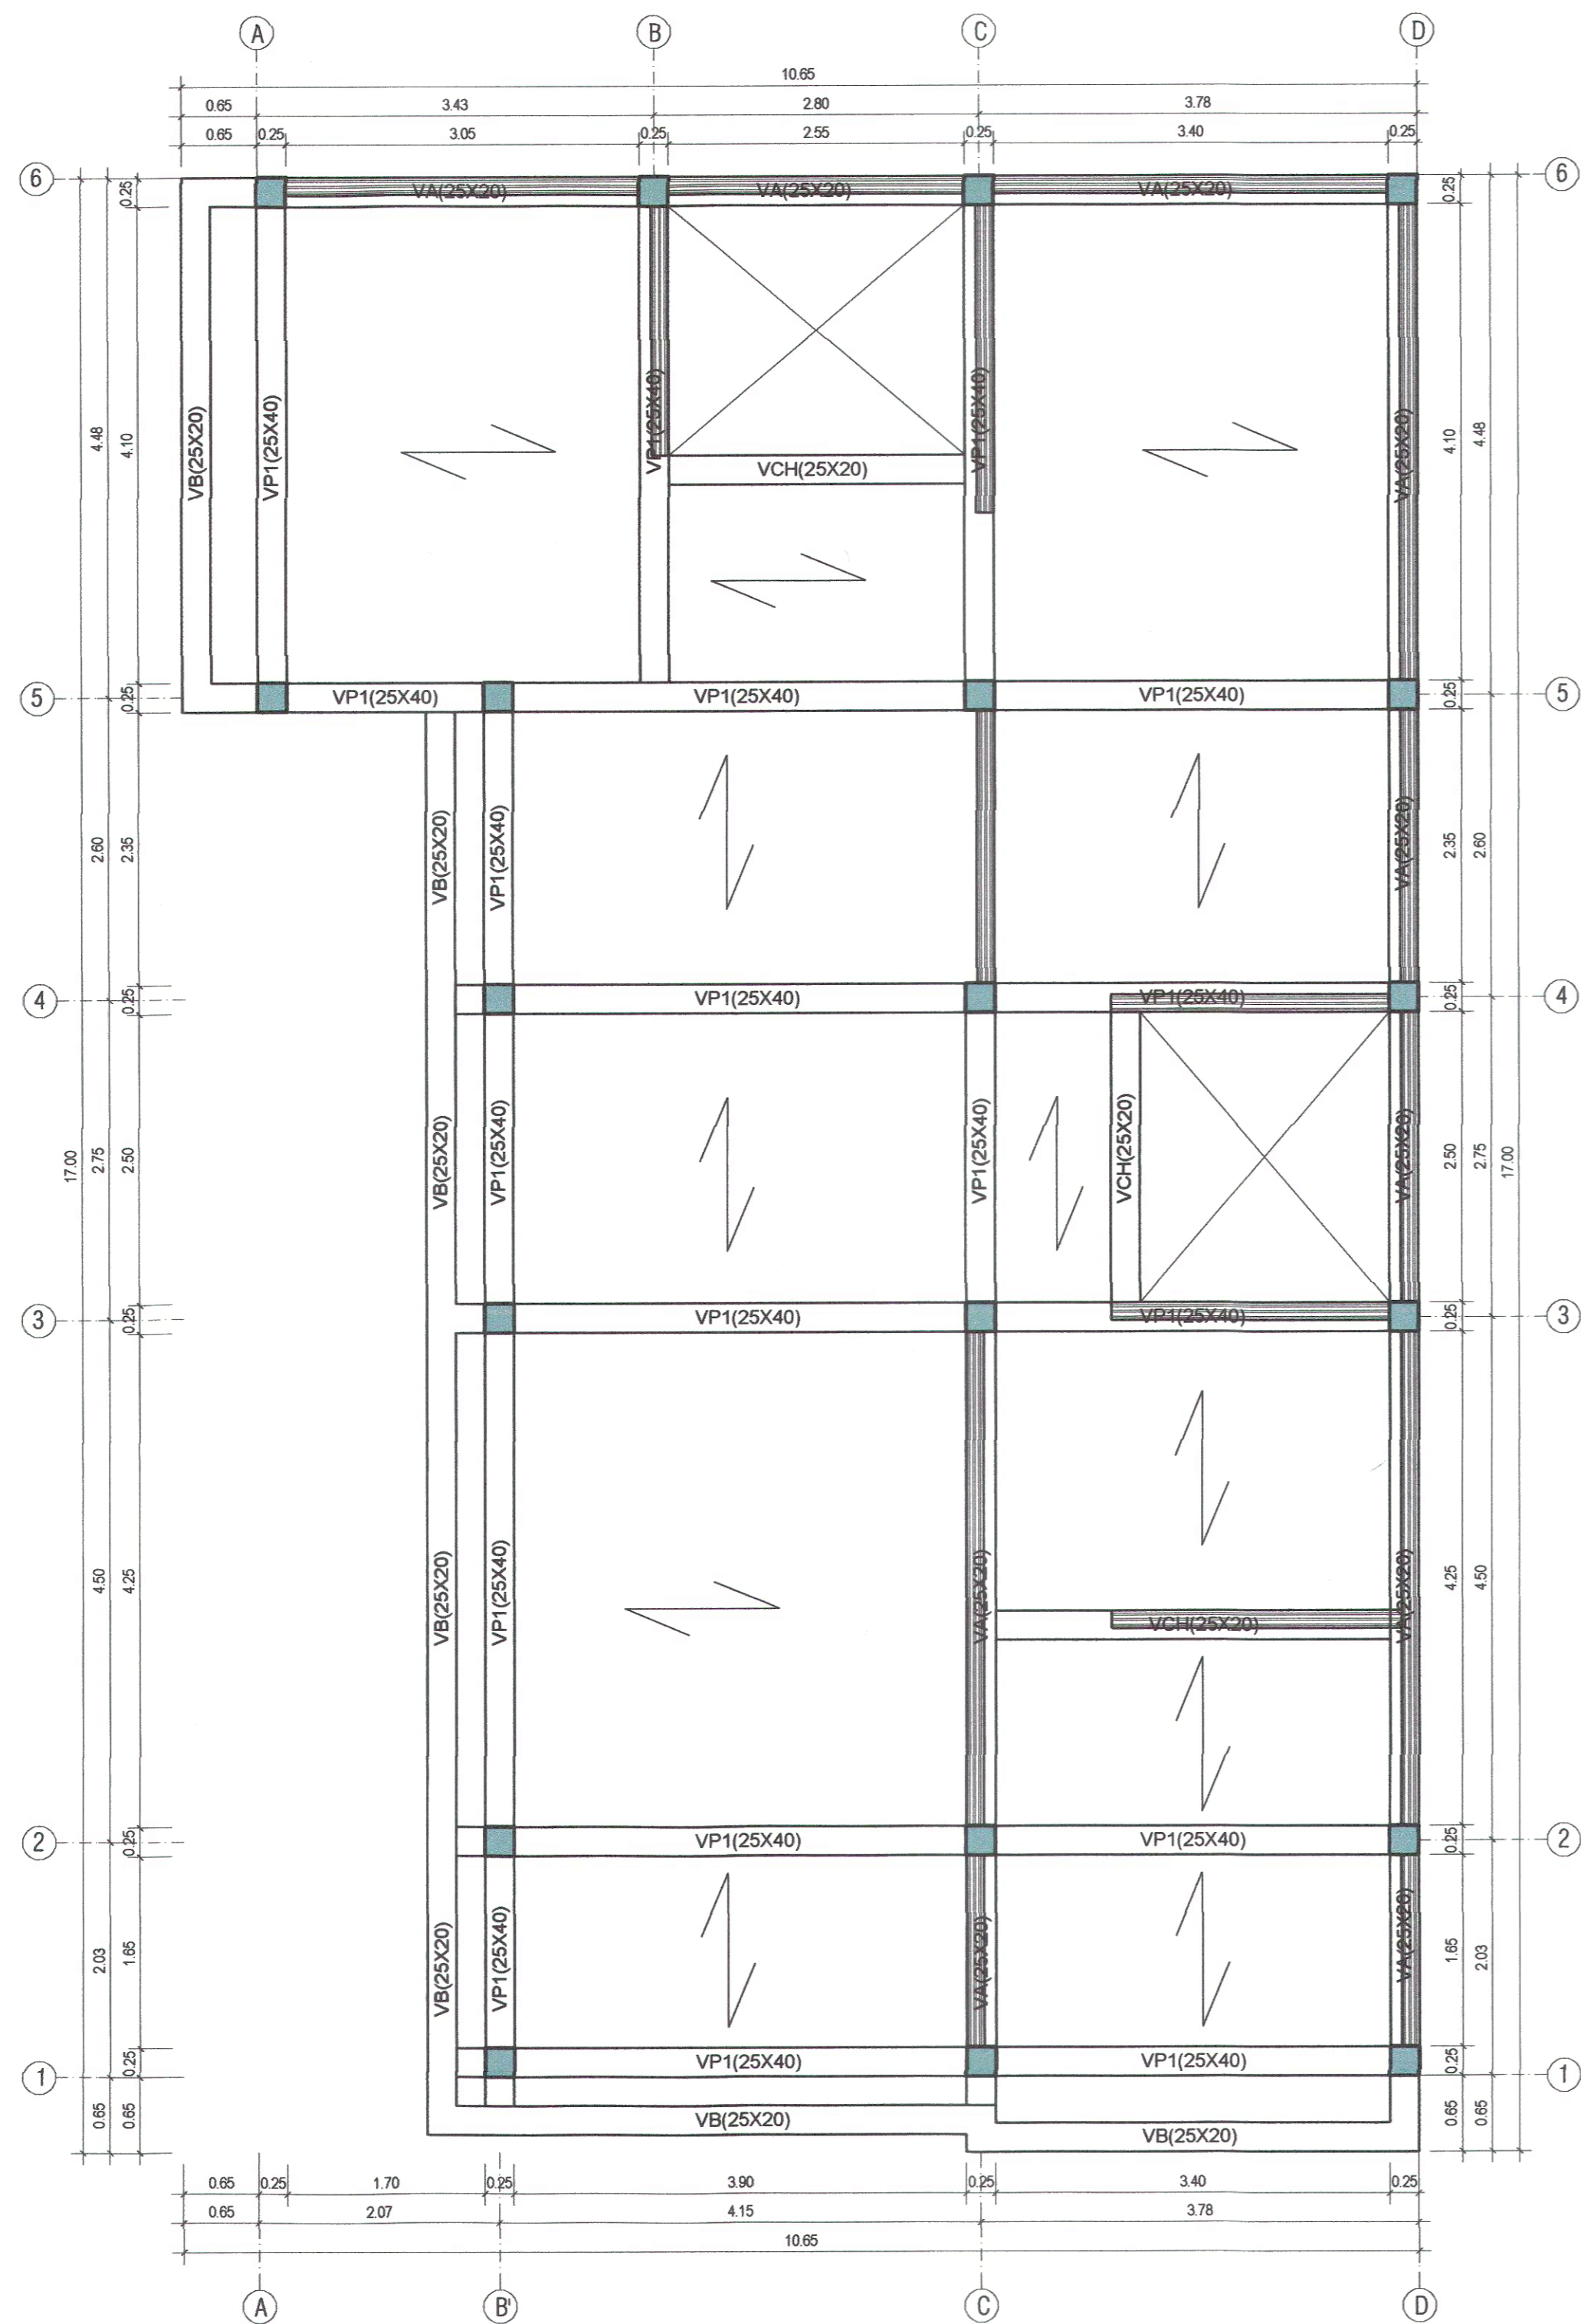 A B C D
10.65
0.65 3.43 2.80 3.78
0.65 0.25 3.05 0.25 2.55 0.25 3.40 0.25
6 0.25 VA(25X20) VA(25X20) VA(25X20) 0.25 6
4.48 4.10 VB(25X20) VP1(25X40) VP1(25X40) VP1(25X40) VA(25X20) 4.10 4.48
VCH(25X20)
5 0.25 VP1(25X40) VP1(25X40) VP1(25X40) 0.25 5
2.60 2.35 VB(25X20) VP1(25X40) VA(25X20) 2.35 2.60
4 0.25 VP1(25X40) VP1(25X40) 0.25 4
17.00 2.75 2.50 VB(25X20) VP1(25X40) VP1(25X40) VCH(25X20) VA(25X20) 2.50 2.75 17.00
3 0.25 VP1(25X40) VP1(25X40) 0.25 3
4.50 4.25 VB(25X20) VP1(25X40) VA(25X20) VA(25X20) 4.25 4.50
VCH(25X20)
2 0.25 VP1(25X40) VP1(25X40) 0.25 2
2.03 1.65 VB(25X20) VP1(25X40) VA(25X20) VA(25X20) 1.65 2.03
1 0.25 VP1(25X40) VP1(25X40) 0.25 1
0.65 0.65 VB(25X20) VB(25X20) 0.65 0.65
0.65 0.25 1.70 0.25 3.90 0.25 3.40 0.25
0.65 2.07 4.15 3.78
10.65
A B' C D